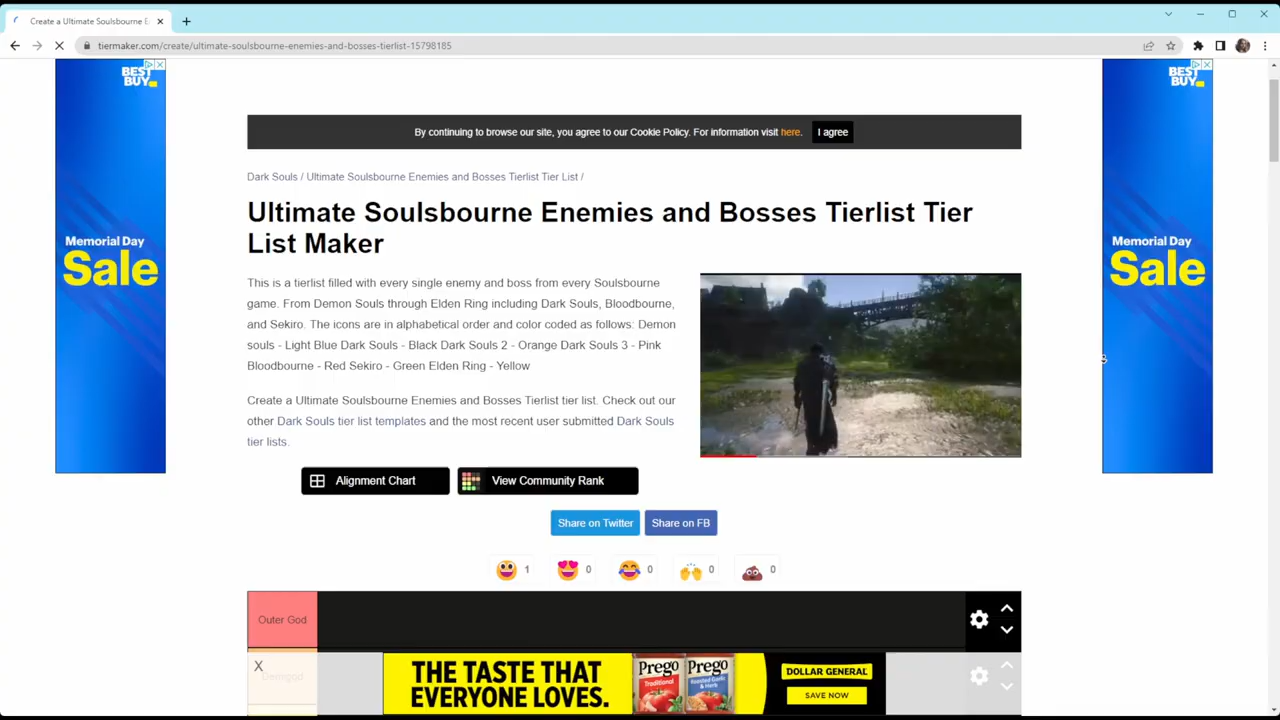 Create a Ultimate Soulsbourne E
tiermaker.com/create/ultimate-soulsbourne-enemies-and-bosses-tierlist-15798185
BEST
BUY
Memorial Day
Sale
BEST
BUY
Memorial Day
Sale
By continuing to browse our site, you agree to our Cookie Policy. For information visit here. I agree
Dark Souls / Ultimate Soulsbourne Enemies and Bosses Tierlist Tier List /
Ultimate Soulsbourne Enemies and Bosses Tierlist Tier
List Maker
This is a tierlist filled with every single enemy and boss from every Soulsbourne
game. From Demon Souls through Elden Ring including Dark Souls, Bloodbourne,
and Sekiro. The icons are in alphabetical order and color coded as follows: Demon
souls - Light Blue Dark Souls - Black Dark Souls 2 - Orange Dark Souls 3 - Pink
Bloodbourne - Red Sekiro - Green Elden Ring - Yellow
Create a Ultimate Soulsbourne Enemies and Bosses Tierlist tier list. Check out our
other Dark Souls tier list templates and the most recent user submitted Dark Souls
tier lists.
Alignment Chart
View Community Rank
Share on Twitter
Share on FB
1 0 0 0 0
Outer God
X
Demigod
THE TASTE THAT
EVERYONE LOVES.
Prego
Traditional
Prego
DOLLAR GENERAL
SAVE NOW